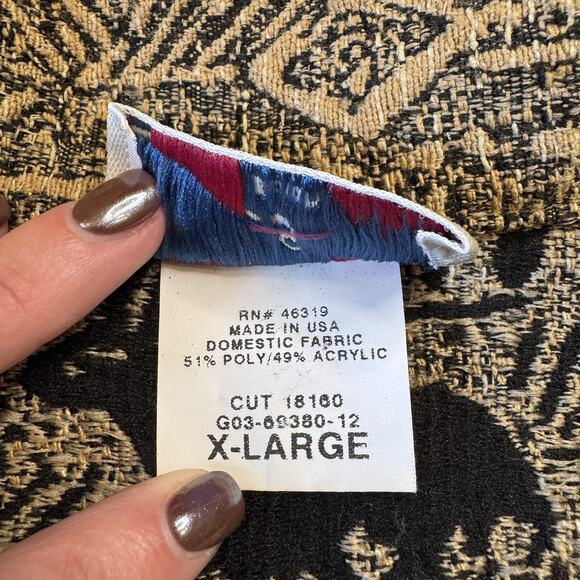 RN# 46319
MADE IN USA
DOMESTIC FABRIC
51% POLY/49% ACRYLIC
CUT 18160
G03-69380-12
X-LARGE